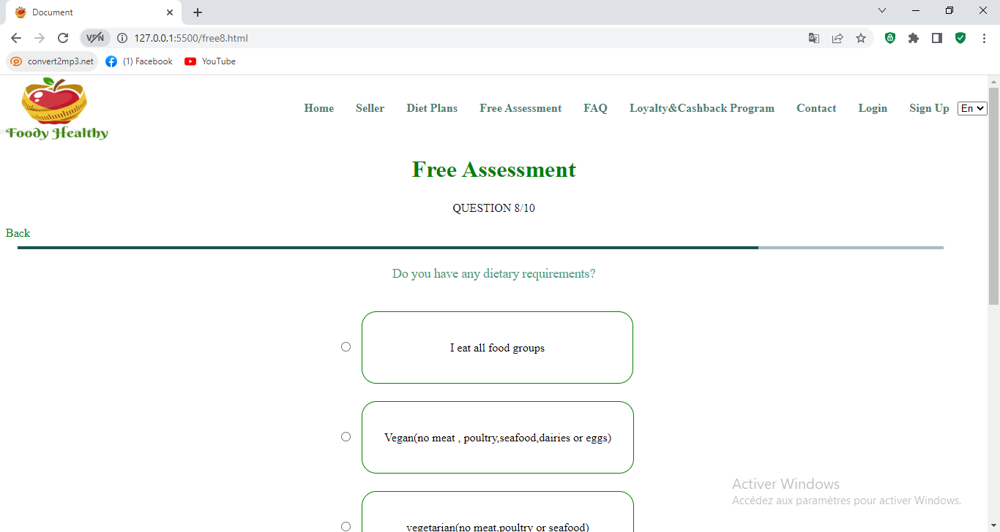 Document
VPN
127.0.0.1:5500/free8.html
convert2mp3.net (1) Facebook YouTube
Foody Healthy
Home Seller Diet Plans Free Assessment FAQ Loyalty&Cashback Program Contact Login Sign Up En
Free Assessment
QUESTION 8/10
Back
Do you have any dietary requirements?
I eat all food groups
Vegan(no meat , poultry,seafood,dairies or eggs)
vegetarian(no meat,poultry or seafood)
Activer Windows
Accédez aux paramètres pour activer Windows.